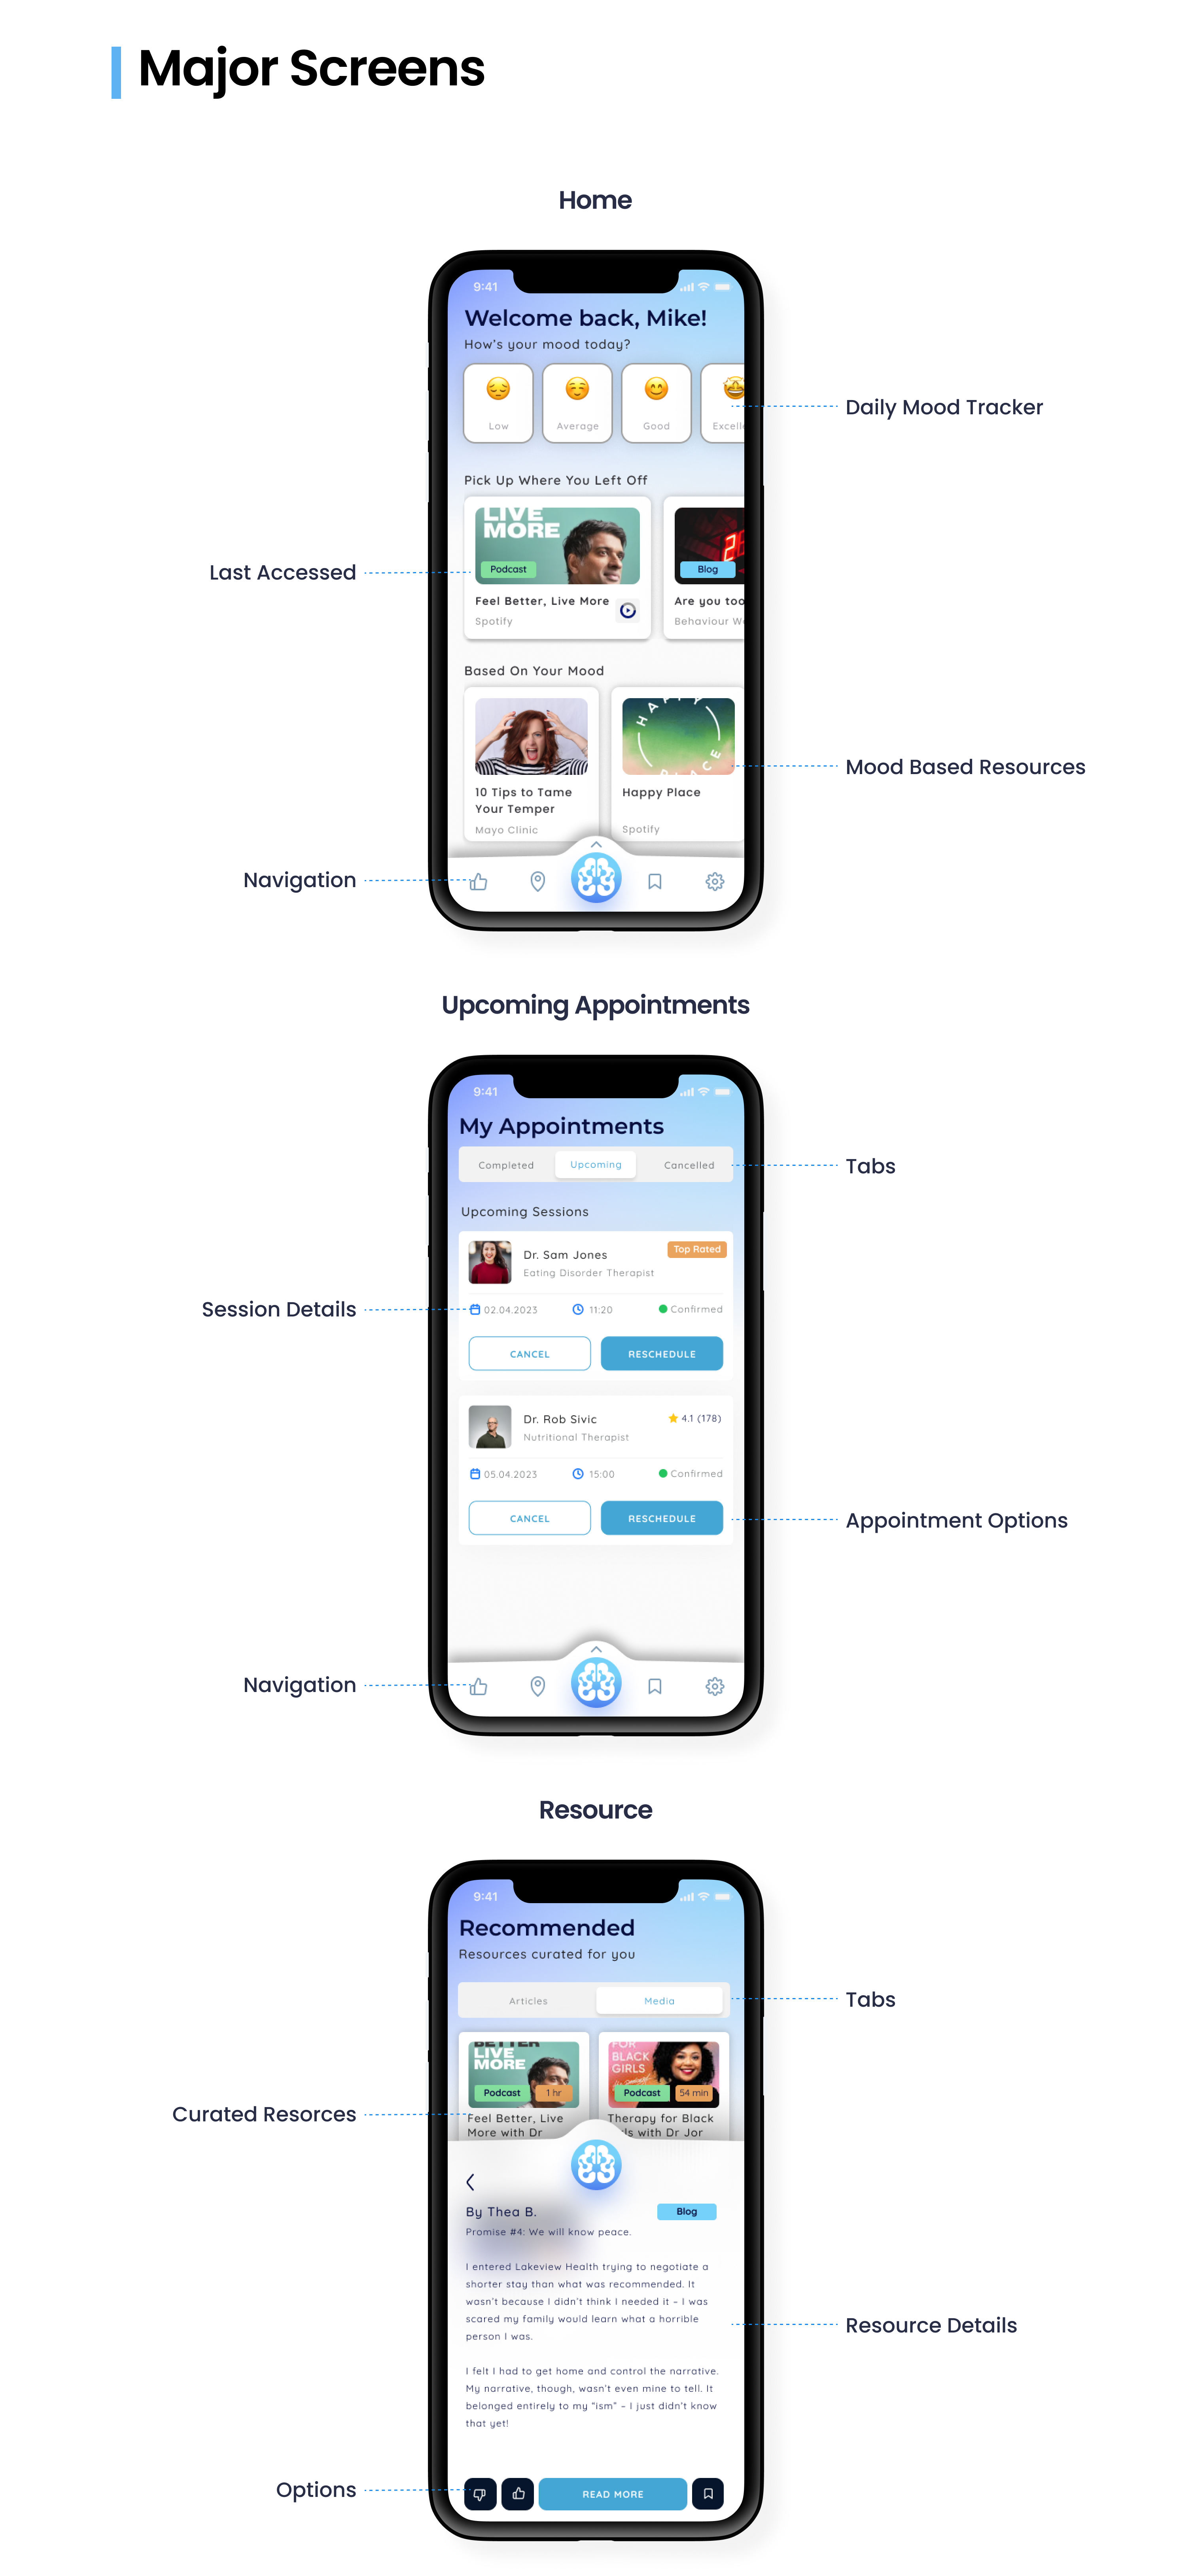 Major Screens
Home
9:41
Welcome back, Mike!
How's your mood today?
Low
Average
Good
Excelle
Daily Mood Tracker
Pick Up Where You Left Off
LIVE
MORE
Podcast
Blog
Last Accessed
Feel Better, Live More
Spotify
Are you too
Behaviour We
Based On Your Mood
HAPPY
PLACE
Mood Based Resources
10 Tips to Tame
Your Temper
Mayo Clinic
Happy Place
Spotify
Navigation
Upcoming Appointments
9:41
My Appointments
Completed
Upcoming
Cancelled
Tabs
Upcoming Sessions
Dr. Sam Jones
Top Rated
Eating Disorder Therapist
Session Details
02.04.2023
11:20
Confirmed
CANCEL
RESCHEDULE
Dr. Rob Sivic
4.1 (178)
Nutritional Therapist
05.04.2023
15:00
Confirmed
CANCEL
RESCHEDULE
Appointment Options
Navigation
Resource
9:41
Recommended
Resources curated for you
Articles
Media
Tabs
BETTER
LIVE
MORE
Podcast
1 hr
FOR
BLACK
GIRLS
Podcast
54 min
Curated Resorces
Feel Better, Live
More with Dr
Therapy for Black
ls with Dr Jor
By Thea B.
Blog
Promise #4: We will know peace.
I entered Lakeview Health trying to negotiate a
shorter stay than what was recommended. It
wasn't because I didn't think I needed it – I was
scared my family would learn what a horrible
person I was.
Resource Details
I felt I had to get home and control the narrative.
My narrative, though, wasn't even mine to tell. It
belonged entirely to my "ism" – I just didn't know
that yet!
Options
READ MORE